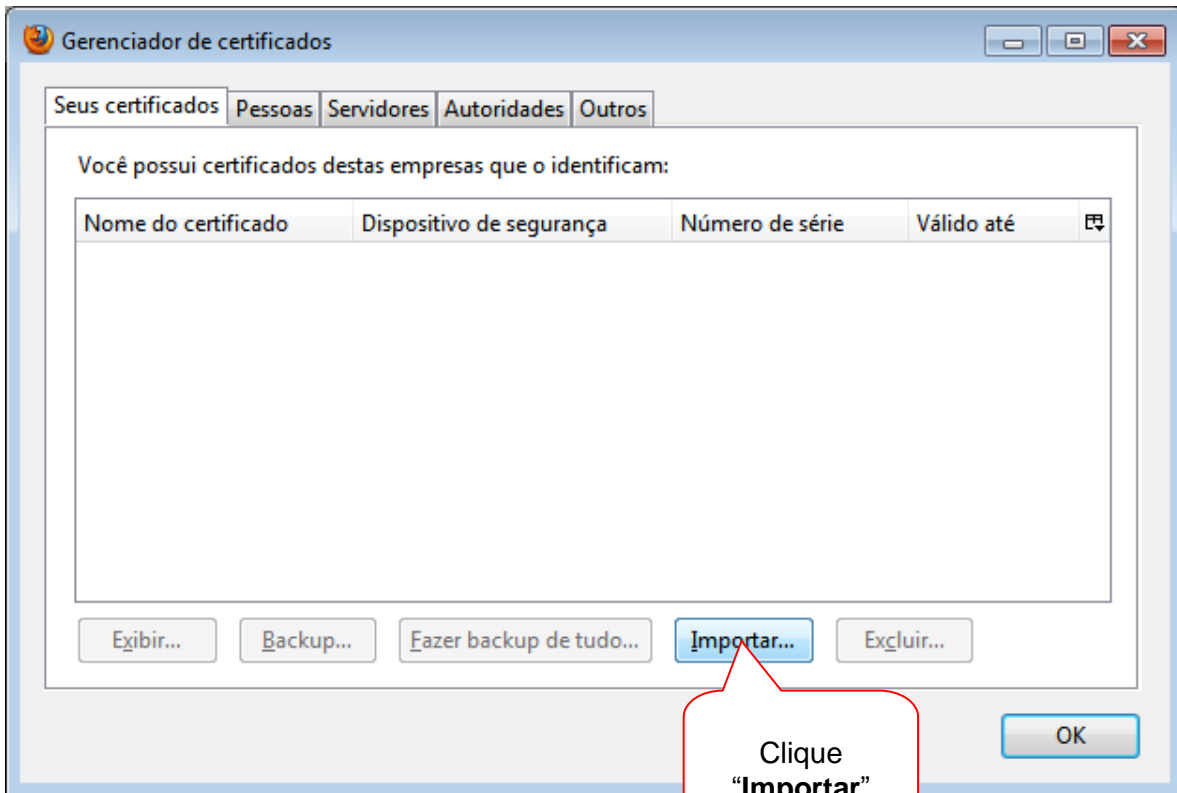 Gerenciador de certificados
Seus certificados Pessoas Servidores Autoridades Outros
Você possui certificados destas empresas que o identificam:
Nome do certificado Dispositivo de segurança Número de série Válido até
Exibir... Backup... Fazer backup de tudo... Importar... Excluir...
OK
Clique
“Importar”